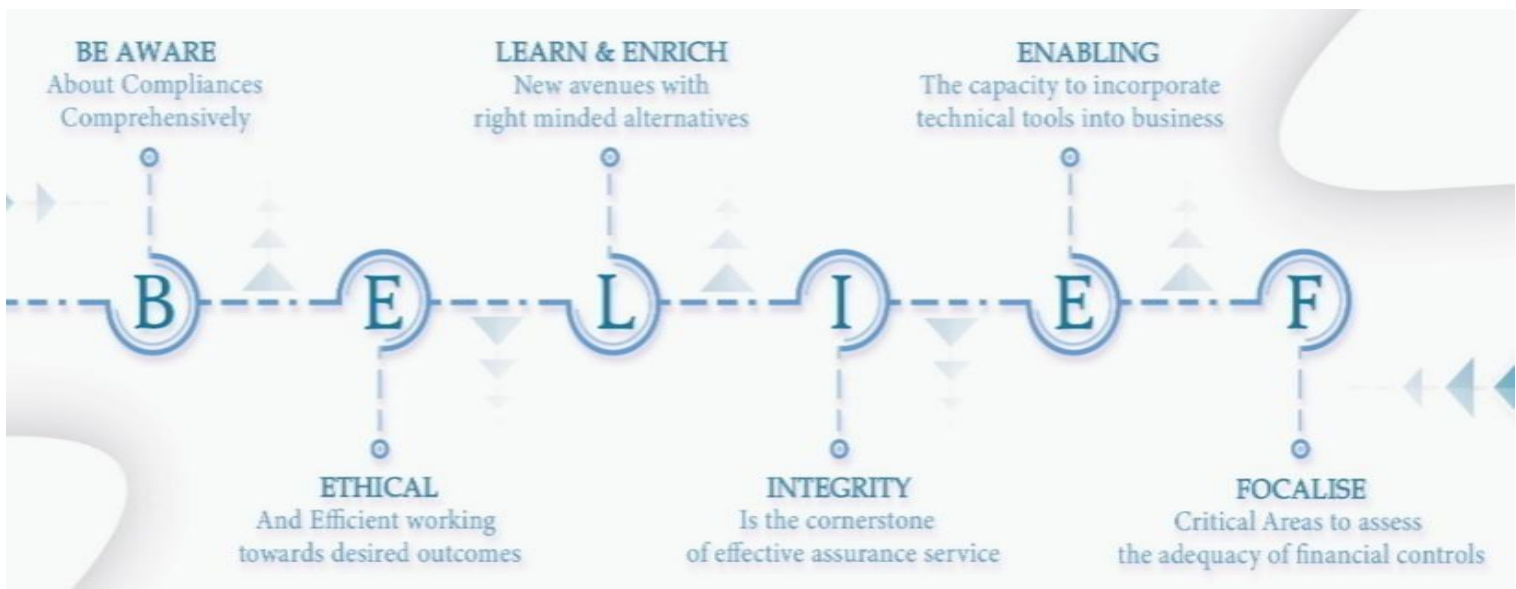 BE AWARE
About Compliances
Comprehensively
LEARN & ENRICH
New avenues with
right minded alternatives
ENABLING
The capacity to incorporate
technical tools into business
B E L I E F
ETHICAL
And Efficient working
towards desired outcomes
INTEGRITY
Is the cornerstone
of effective assurance service
FOCALISE
Critical Areas to assess
the adequacy of financial controls